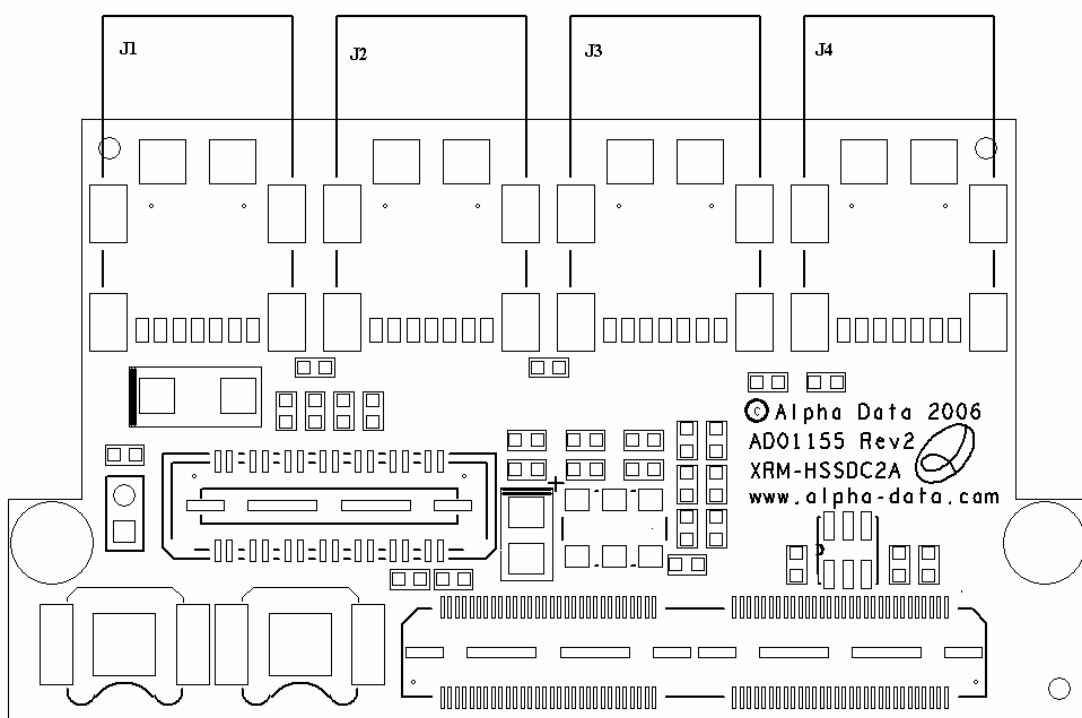 J1
J2
J3
J4
© Alpha Data 2006
AD01155 Rev2
XRM-HSSDC2A
www.alpha-data.com